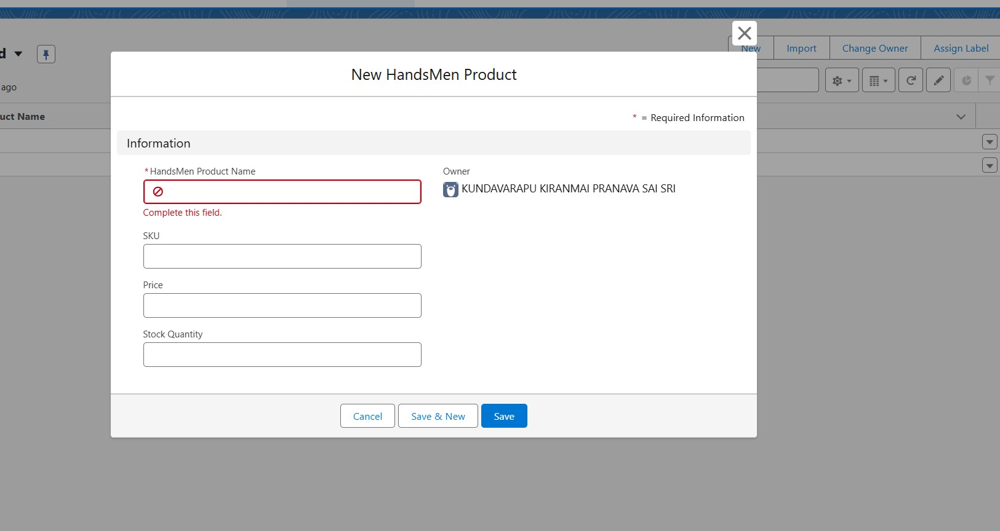 New
Import
Change Owner
Assign Label
d
New HandsMen Product
ago
* = Required Information
uct Name
Information
*HandsMen Product Name
Owner
KUNDAVARAPU KIRANMAI PRANAVA SAI SRI
Complete this field.
SKU
Price
Stock Quantity
Cancel
Save & New
Save